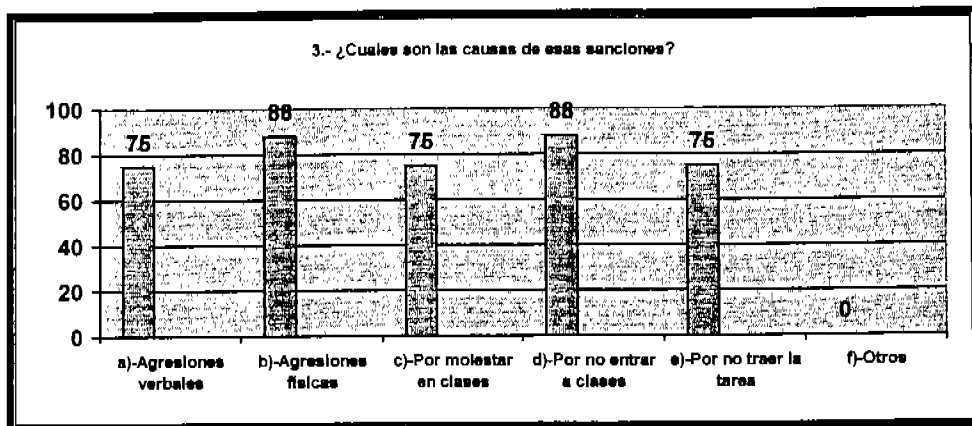 3.- ¿Cuales son las causas de esas sanciones?
100
80
60
40
20
0
75
88
75
88
75
0
a)-Agresiones verbales
b)-Agresiones físicas
c)-Por molestar en clases
d)-Por no entrar a clases
e)-Por no traer la tarea
f)-Otros